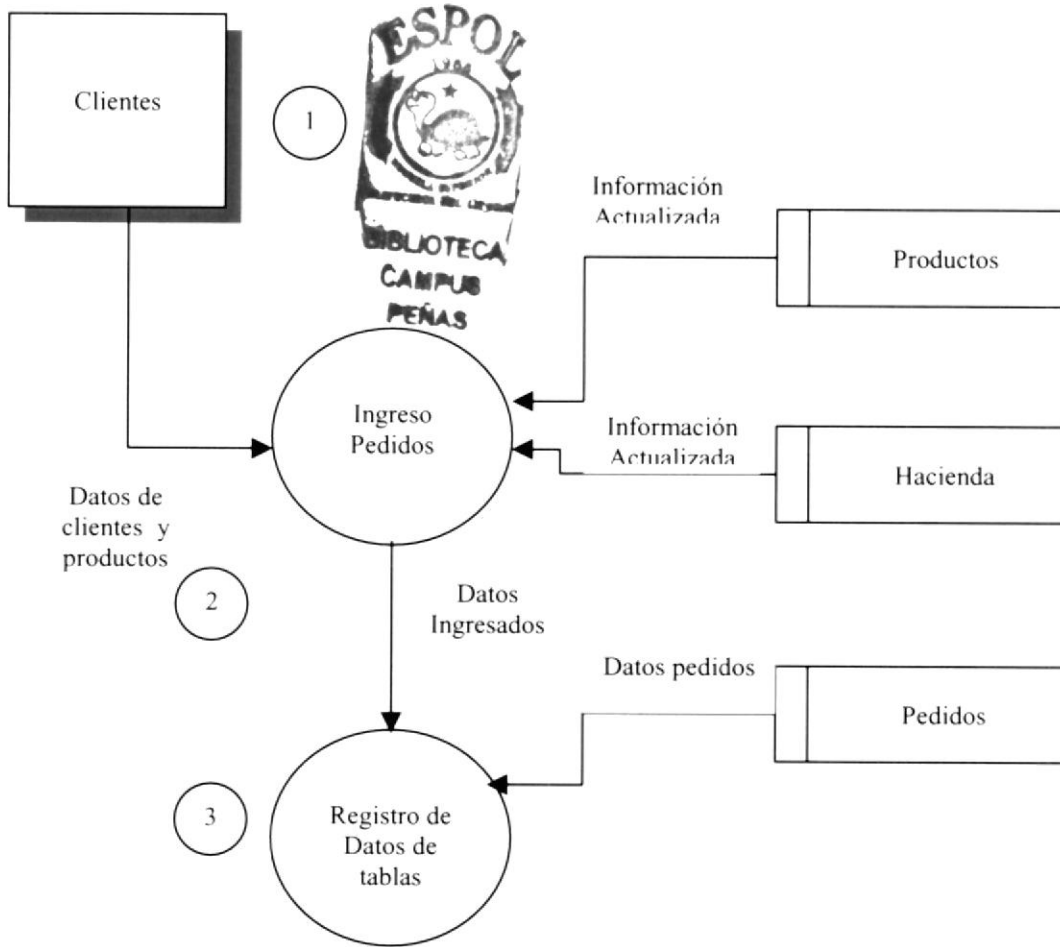 Clientes
1
ESPOL
BIBLIOTECA
CAMPUS
PEÑAS
Información
Actualizada
Productos
Ingreso
Pedidos
Información
Actualizada
Hacienda
Datos de
clientes y
productos
2
Datos
Ingresados
Datos pedidos
Pedidos
3
Registro de
Datos de
tablas